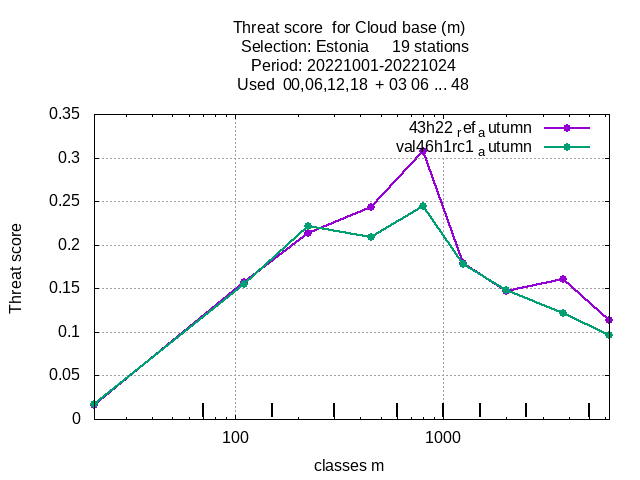 Threat score  for Cloud base (m)
Selection: Estonia     19 stations
Period: 20221001-20221024
Used  00,06,12,18  + 03 06 ... 48
0.35
0.3
0.25
0.2
0.15
0.1
0.05
0
Threat score
43h22 ref autumn
val46h1rc1 autumn
100
1000
classes m